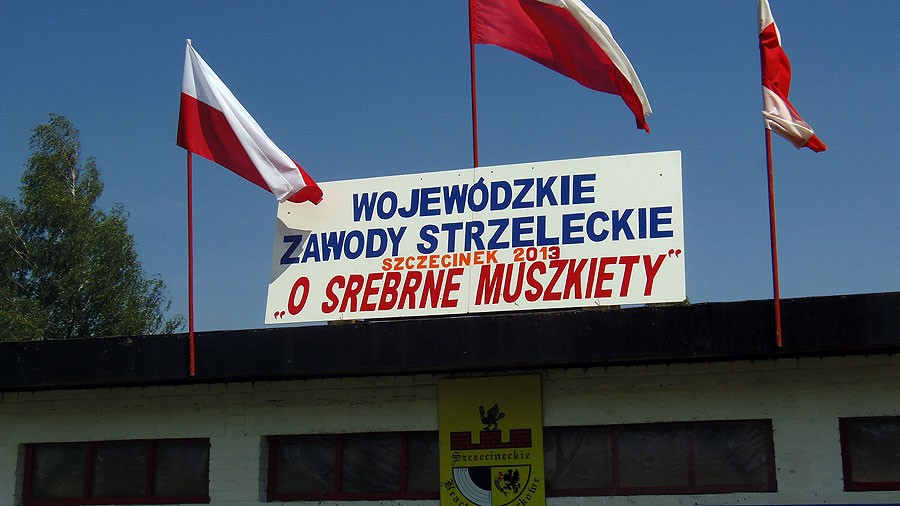 WOJEWÓDZKIE
ZAWODY STRZELECKIE
SZCZECINEK 2013
„O SREBRNE MUSZKIETY"
Szczecineckie